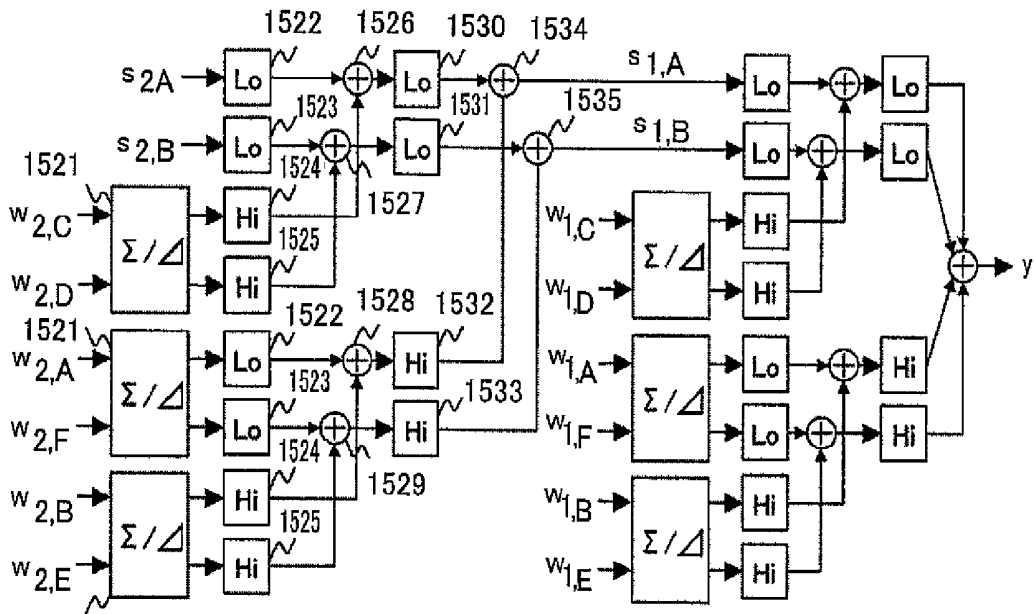 1522 1526 1530 1534
s2A Lo Lo s1,A Lo Lo
1523 1531 1535
s2,B Lo Lo s1,B Lo Lo
1521 1524 1527
w2,C Σ/⊿ Hi w1,C Σ/⊿ Hi
1525
w2,D Hi w1,D Hi
y
1521 1522 1528 1532
w2,A Σ/⊿ Lo Hi w1,A Σ/⊿ Lo Hi
1523 1533
w2,F Lo Hi w1,F Lo Hi
1524 1529
w2,B Σ/⊿ Hi w1,B Σ/⊿ Hi
1525
w2,E Hi w1,E Hi